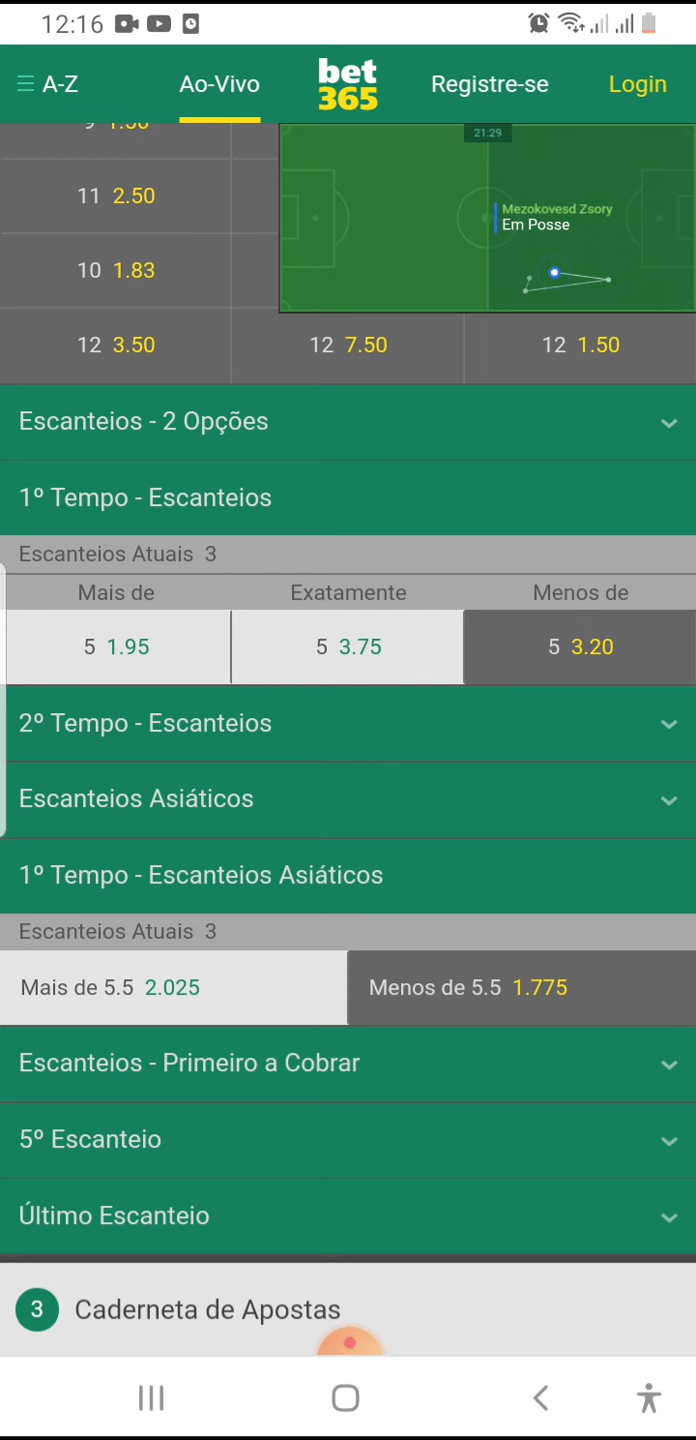 12:16
A-Z Ao-Vivo bet365 Registre-se Login
9 1.50
21:29
11 2.50
Mezokovesd Zsory
Em Posse
10 1.83
12 3.50 12 7.50 12 1.50
Escanteios - 2 Opções
1º Tempo - Escanteios
Escanteios Atuais 3
Mais de Exatamente Menos de
5 1.95 5 3.75 5 3.20
2º Tempo - Escanteios
Escanteios Asiáticos
1º Tempo - Escanteios Asiáticos
Escanteios Atuais 3
Mais de 5.5 2.025 Menos de 5.5 1.775
Escanteios - Primeiro a Cobrar
5º Escanteio
Último Escanteio
3 Caderneta de Apostas